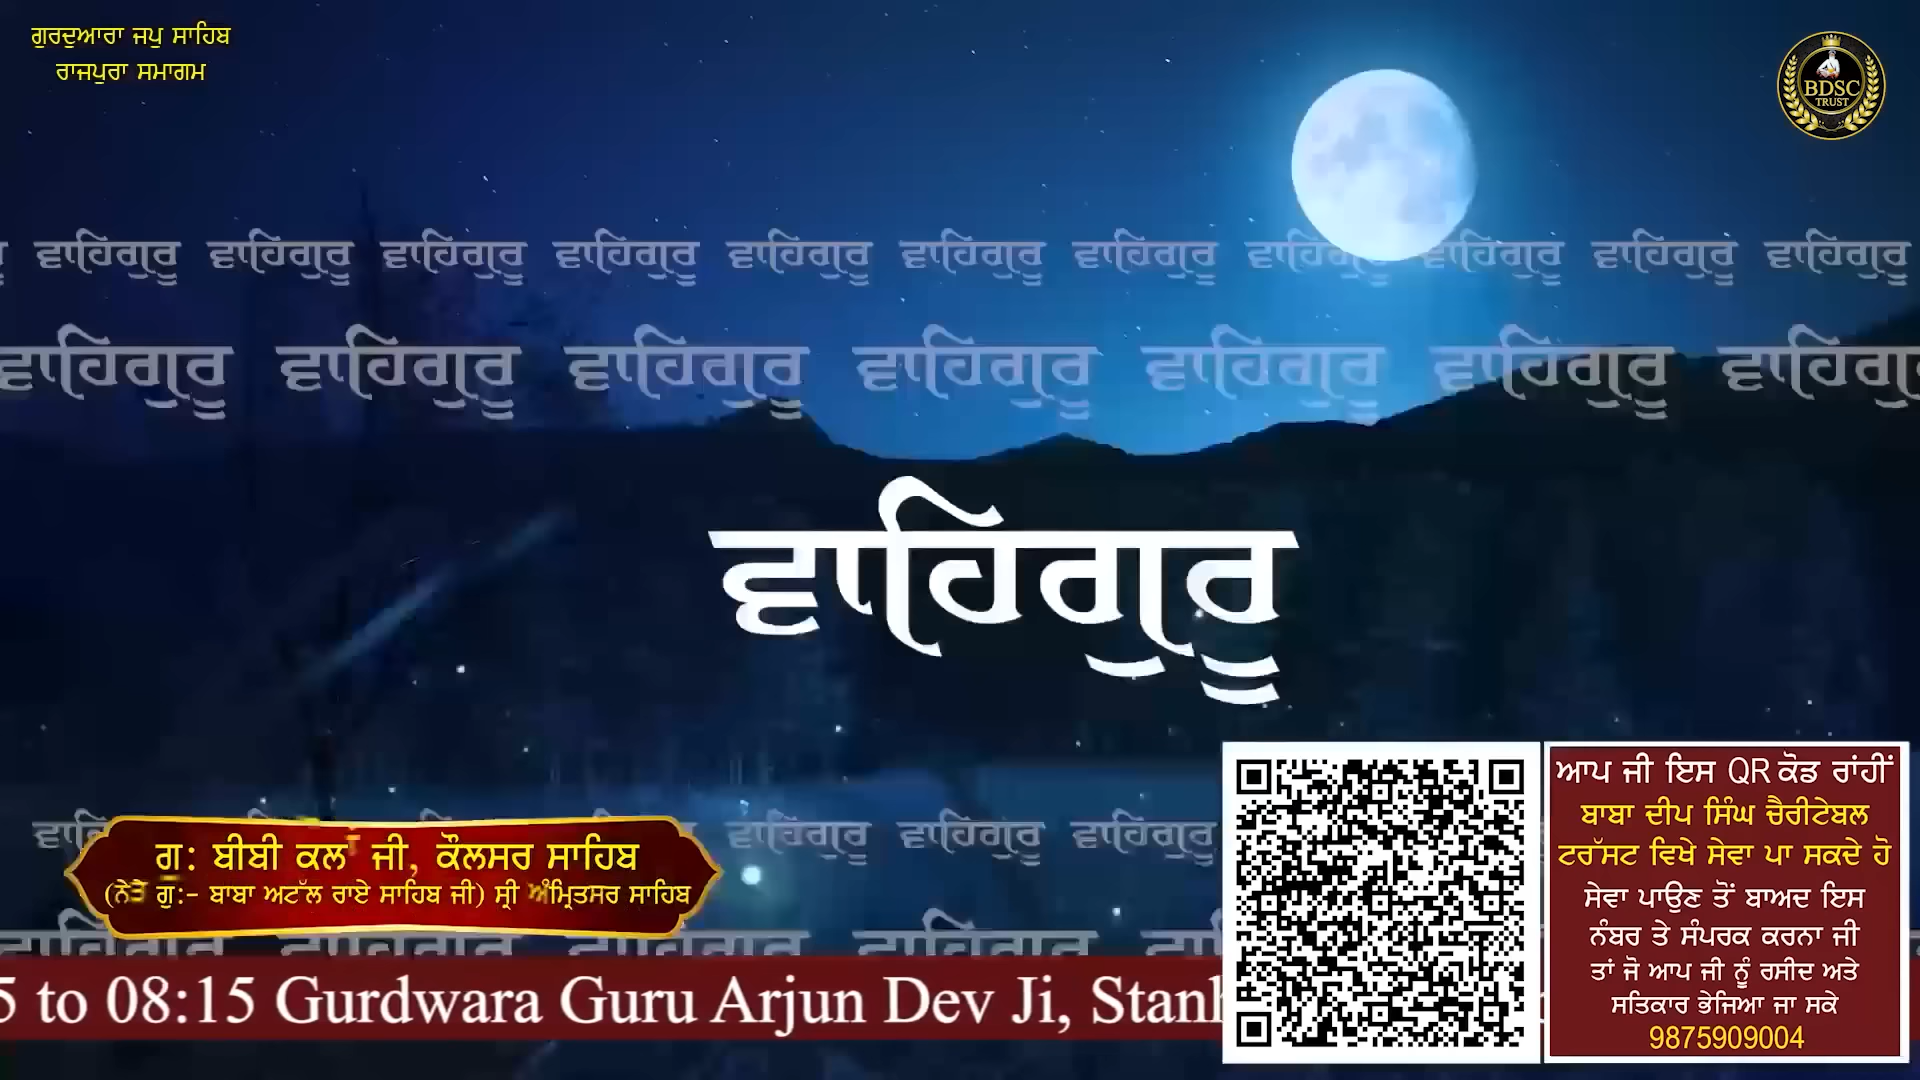 ਗੁਰਦੁਆਰਾ ਜਪੁ ਸਾਹਿਬ
ਰਾਜਪੁਰਾ ਸਮਾਗਮ
BDSC
TRUST
ਵਾਹਿਗੁਰੂ ਵਾਹਿਗੁਰੂ ਵਾਹਿਗੁਰੂ ਵਾਹਿਗੁਰੂ ਵਾਹਿਗੁਰੂ ਵਾਹਿਗੁਰੂ ਵਾਹਿਗੁਰੂ ਵਾਹਿਗੁਰੂ ਵਾਹਿਗੁਰੂ ਵਾਹਿਗੁਰੂ ਵਾਹਿਗੁਰੂ
ਵਾਹਿਗੁਰੂ ਵਾਹਿਗੁਰੂ ਵਾਹਿਗੁਰੂ ਵਾਹਿਗੁਰੂ ਵਾਹਿਗੁਰੂ ਵਾਹਿਗੁਰੂ ਵਾਹਿਗੁਰੂ
ਵਾਹਿਗੁਰੂ
ਵਾਹਿਗੁਰੂ ਵਾਹਿਗੁਰੂ ਵਾਹਿਗੁਰੂ
ਗੁ: ਬੀਬੀ ਕਲਾਂ ਜੀ, ਕੌਲਸਰ ਸਾਹਿਬ
(ਨੇੜੇ ਗੁ:- ਬਾਬਾ ਅਟੱਲ ਰਾਏ ਸਾਹਿਬ ਜੀ) ਸ੍ਰੀ ਅੰਮ੍ਰਿਤਸਰ ਸਾਹਿਬ
5 to 08:15 Gurdwara Guru Arjun Dev Ji,
ਆਪ ਜੀ ਇਸ QR ਕੋਡ ਰਾਂਹੀਂ
ਬਾਬਾ ਦੀਪ ਸਿੰਘ ਚੈਰੀਟੇਬਲ
ਟਰੱਸਟ ਵਿਖੇ ਸੇਵਾ ਪਾ ਸਕਦੇ ਹੋ
ਸੇਵਾ ਪਾਉਣ ਤੋਂ ਬਾਅਦ ਇਸ
ਨੰਬਰ ਤੇ ਸੰਪਰਕ ਕਰਨਾ ਜੀ
ਤਾਂ ਜੋ ਆਪ ਜੀ ਨੂੰ ਰਸੀਦ ਅਤੇ
ਸਤਿਕਾਰ ਭੇਜਿਆ ਜਾ ਸਕੇ
9875909004